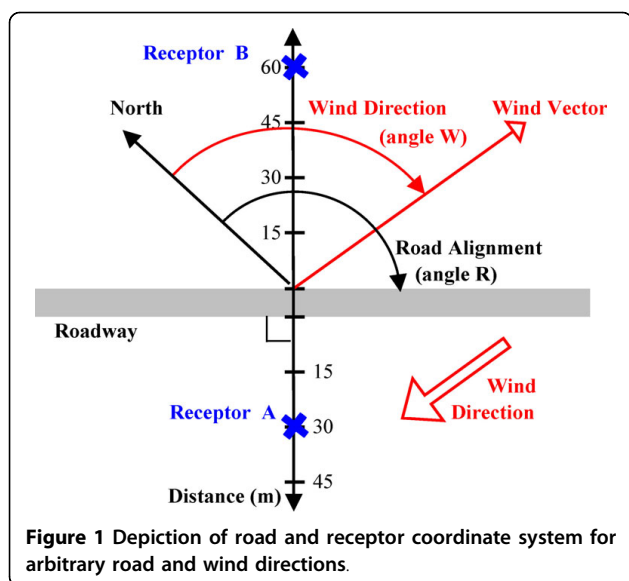 Receptor B
60
North
45
Wind Direction
(angle W)
Wind Vector
30
15
Road Alignment
(angle R)
Roadway
15
Wind
Direction
Receptor A
30
45
Distance (m)
Figure 1 Depiction of road and receptor coordinate system for
arbitrary road and wind directions.